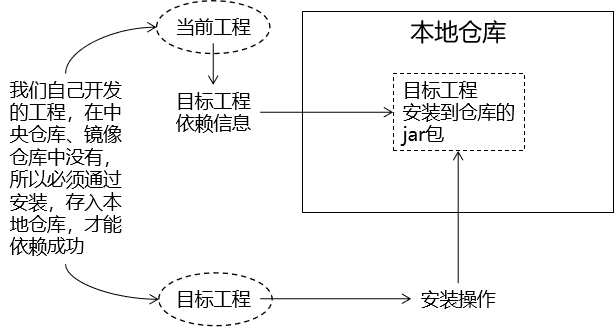 当前工程
本地仓库
我们自己开发
的工程，在中
央仓库、镜像
仓库中没有，
所以必须通过
安装，存入本
地仓库，才能
依赖成功
目标工程
依赖信息
目标工程
安装到仓库的
jar包
目标工程
安装操作